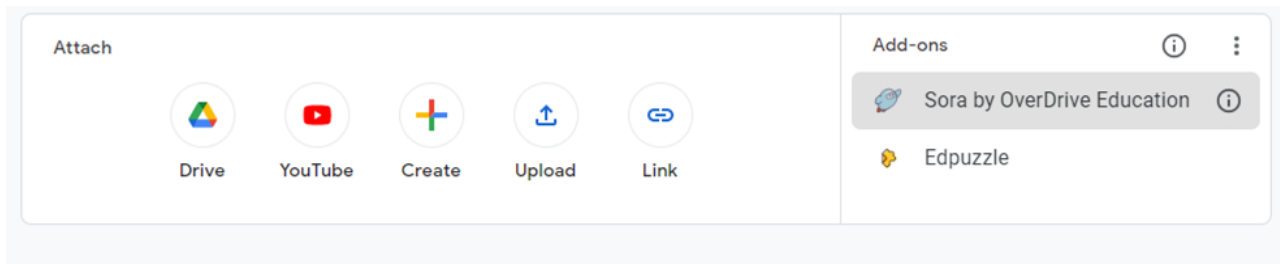 Attach
Drive
YouTube
Create
Upload
Link
Add-ons
Sora by OverDrive Education
Edpuzzle